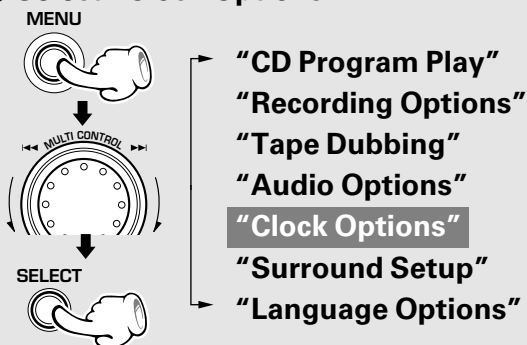 MENU
MULTI CONTROL
SELECT
“CD Program Play”
“Recording Options”
“Tape Dubbing”
“Audio Options”
“Clock Options”
“Surround Setup”
“Language Options”